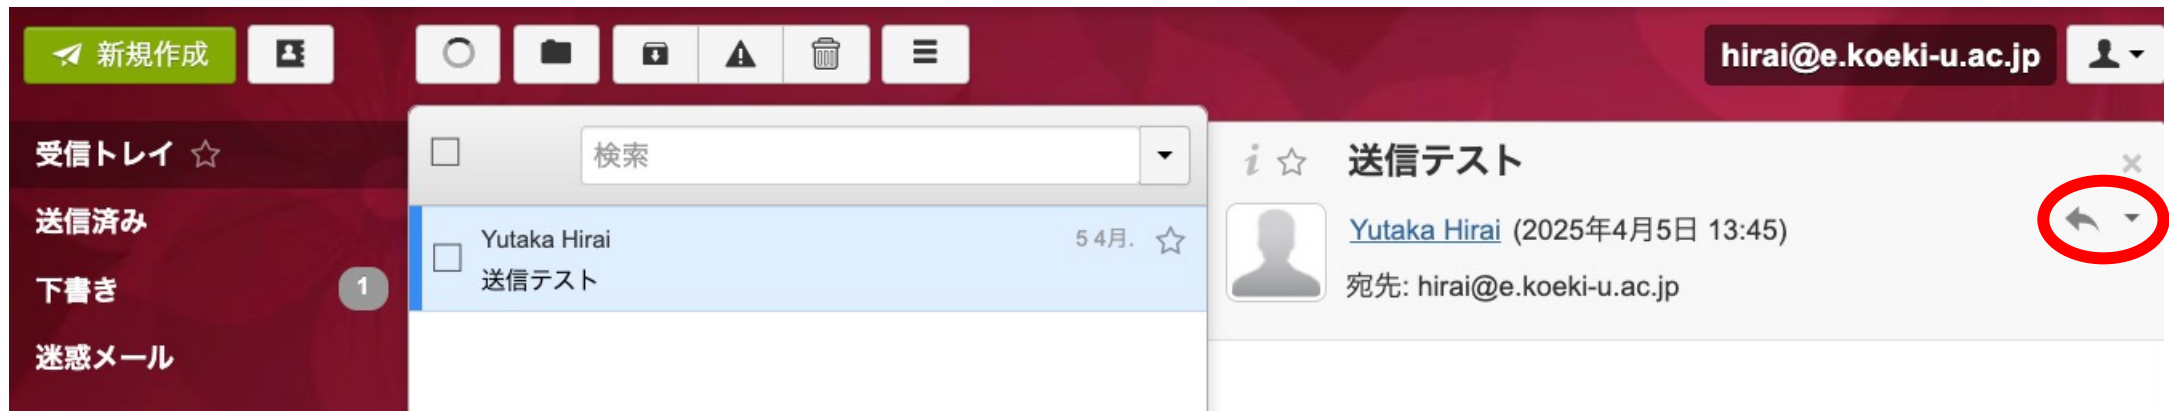 新規作成
hirai@e.koeki-u.ac.jp
受信トレイ
送信済み
下書き 1
迷惑メール
検索
Yutaka Hirai 5 4月.
送信テスト
i 送信テスト
Yutaka Hirai (2025年4月5日 13:45)
宛先: hirai@e.koeki-u.ac.jp